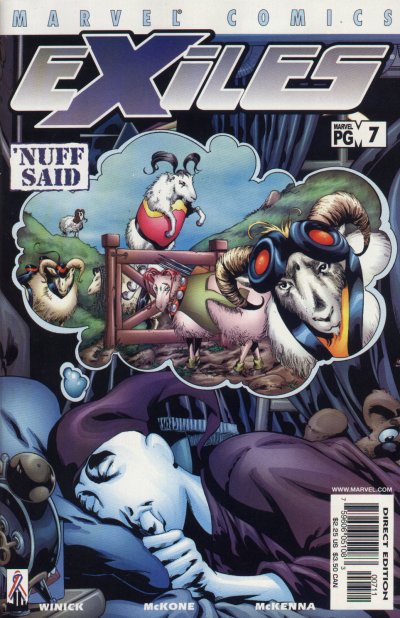 MARVEL® COMICS
EXILES
'NUFF
SAID
MARVEL
PG
7
WWW.MARVEL.COM
DIRECT EDITION
$2.25 US $3.50 CAN
00711
7 59606 05108 3
WINICK
McKONE
McKENNA